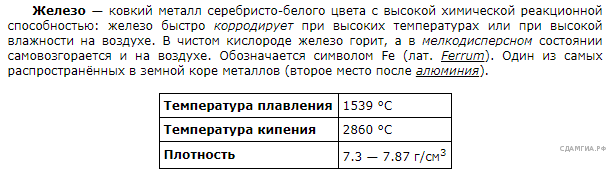 Железо — ковкий металл серебристо-белого цвета с высокой химической реакционной
способностью: железо быстро корродирует при высоких температурах или при высокой
влажности на воздухе. В чистом кислороде железо горит, а в мелкодисперсном состоянии
самовозгорается и на воздухе. Обозначается символом Fe (лат. Ferrum). Один из самых
распространённых в земной коре металлов (второе место после алюминия).
Температура плавления 1539 ºC
Температура кипения 2860 ºC
Плотность 7.3 — 7.87 г/см³
СДАМГИА.РФ